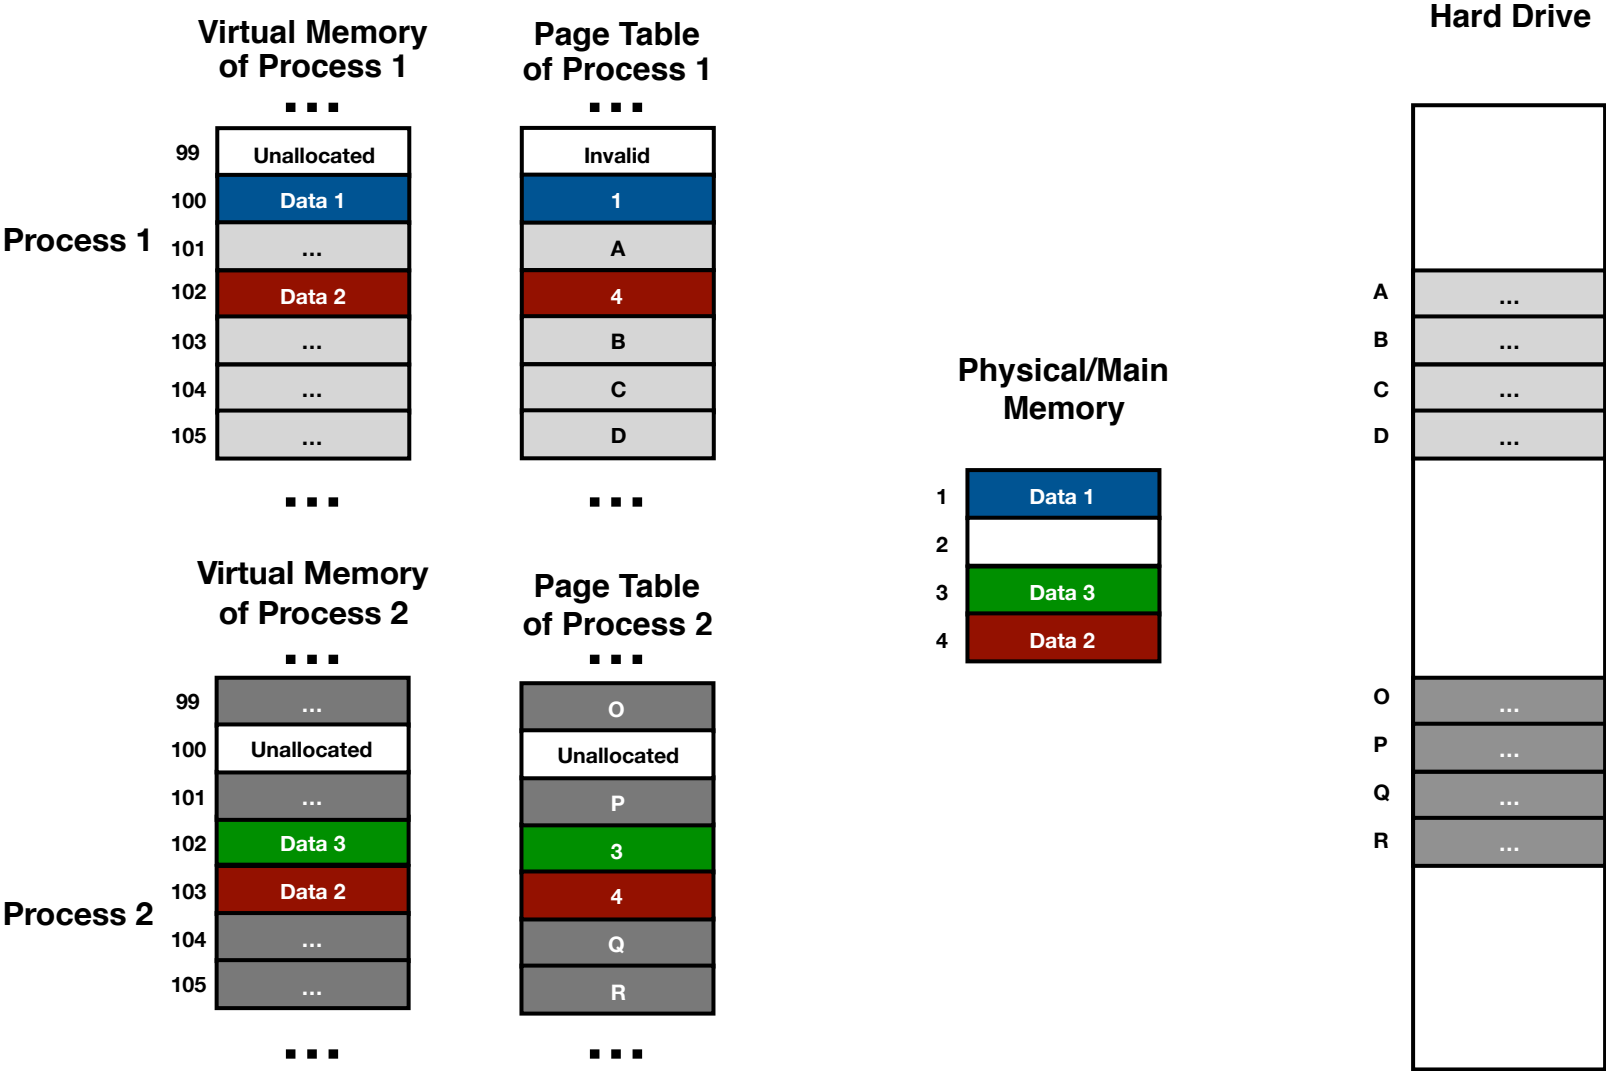 Hard Drive
Virtual Memory
of Process 1
...
Page Table
of Process 1
...
Process 1
99 Unallocated Invalid
100 Data 1 1
101 ... A
102 Data 2 4
103 ... B
104 ... C
105 ... D
... ...
Physical/Main
Memory
1 Data 1
2
3 Data 3
4 Data 2
A ...
B ...
C ...
D ...
Virtual Memory
of Process 2
...
Page Table
of Process 2
...
Process 2
99 ... O
100 Unallocated Unallocated
101 ... P
102 Data 3 3
103 Data 2 4
104 ... Q
105 ... R
... ...
O ...
P ...
Q ...
R ...